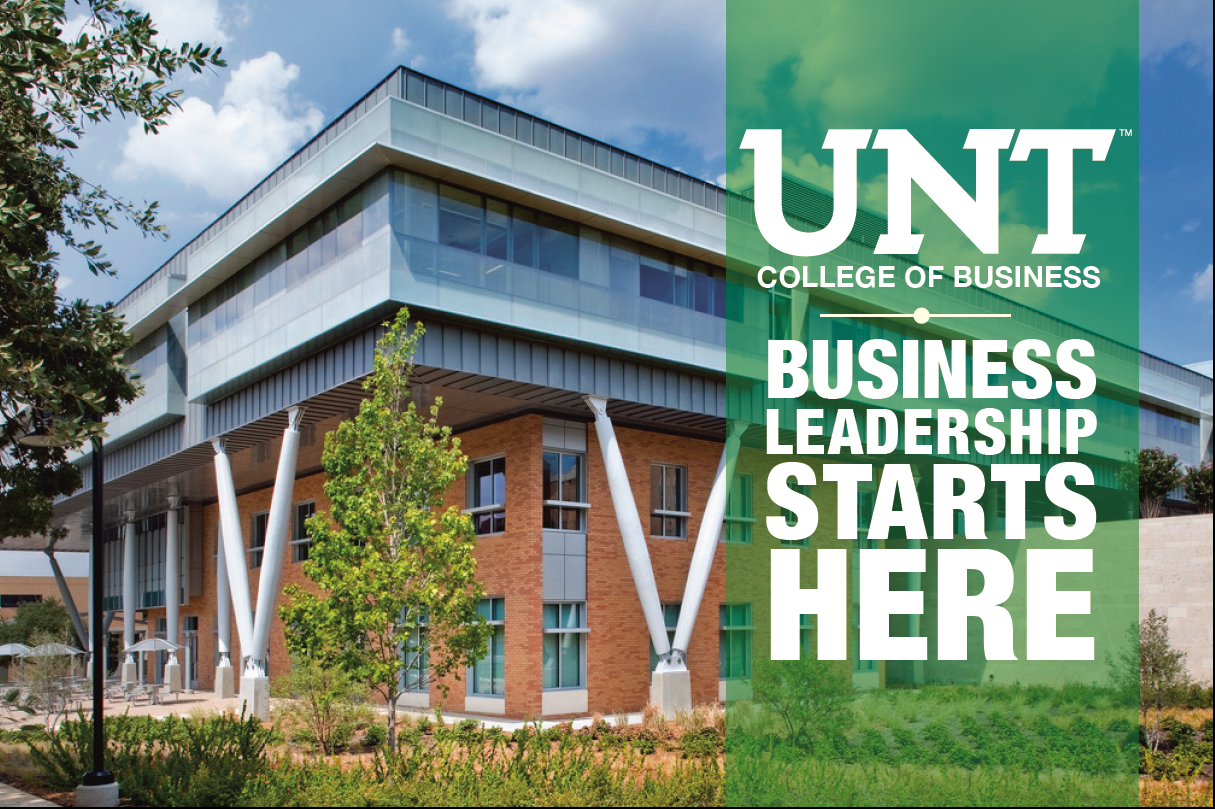 UNT™
COLLEGE OF BUSINESS
BUSINESS
LEADERSHIP
STARTS
HERE